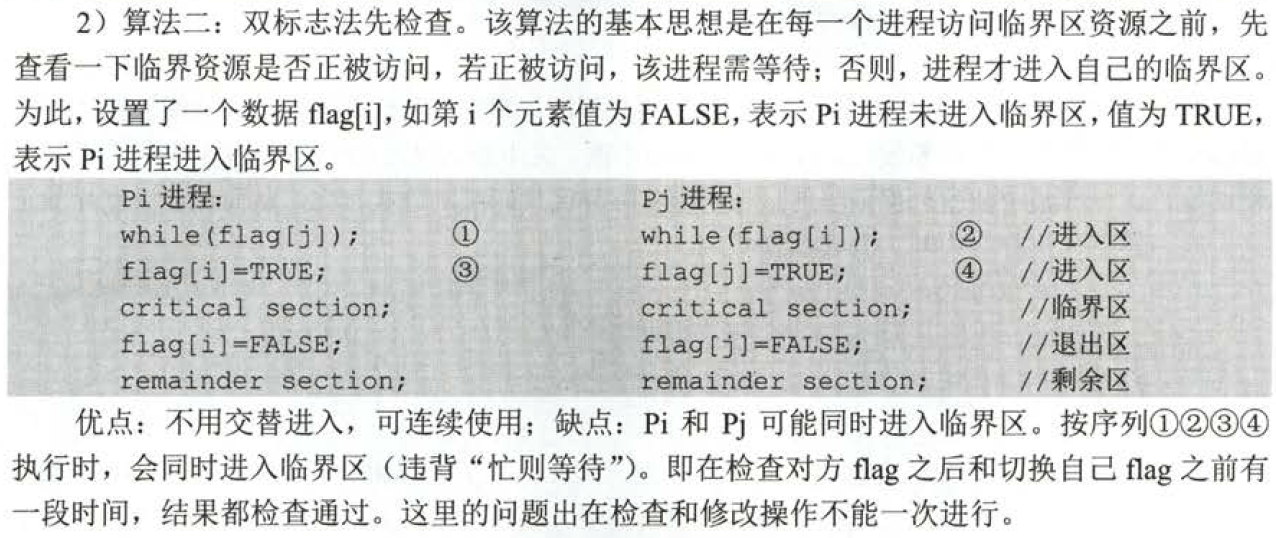 2）算法二：双标志法先检查。该算法的基本思想是在每一个进程访问临界区资源之前，先
查看一下临界资源是否正被访问，若正被访问，该进程需等待；否则，进程才进入自己的临界区。
为此，设置了一个数据 flag[i]，如第 i 个元素值为 FALSE，表示 Pi 进程未进入临界区，值为 TRUE，
表示 Pi 进程进入临界区。
Pi 进程： Pj 进程：
while(flag[j]); ① while(flag[i]); ② //进入区
flag[i]=TRUE; ③ flag[j]=TRUE; ④ //进入区
critical section; critical section; //临界区
flag[i]=FALSE; flag[j]=FALSE; //退出区
remainder section; remainder section; //剩余区
优点：不用交替进入，可连续使用；缺点：Pi 和 Pj 可能同时进入临界区。按序列①②③④
执行时，会同时进入临界区（违背“忙则等待”）。即在检查对方 flag 之后和切换自己 flag 之前有
一段时间，结果都检查通过。这里的问题出在检查和修改操作不能一次进行。